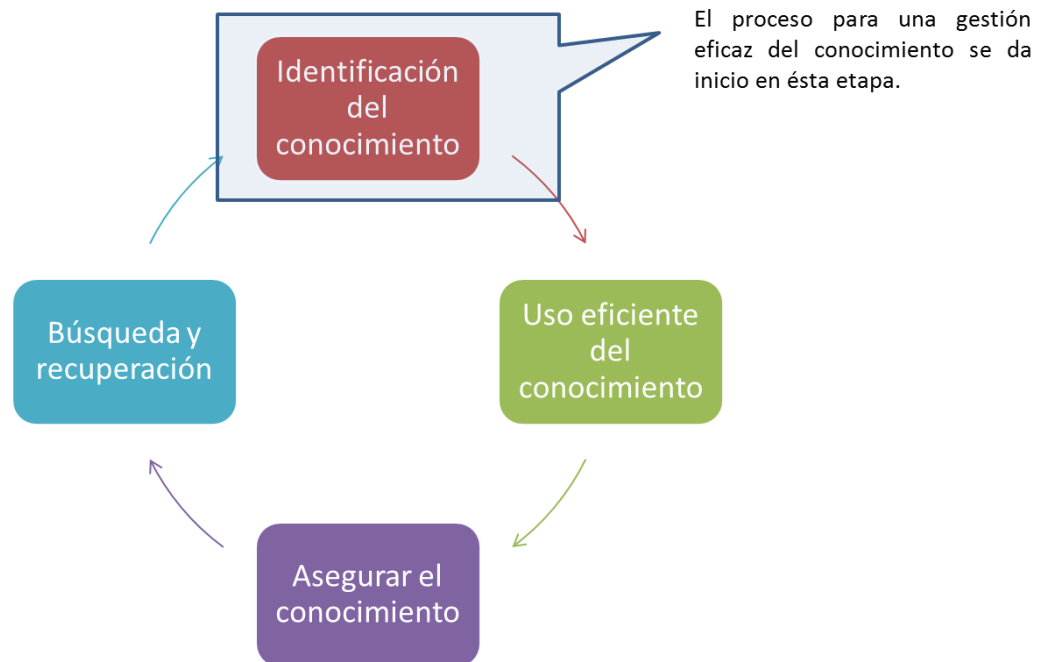 Identificación
del
conocimiento
El proceso para una gestión
eficaz del conocimiento se da
inicio en ésta etapa.
Uso eficiente
del
conocimiento
Asegurar el
conocimiento
Búsqueda y
recuperación